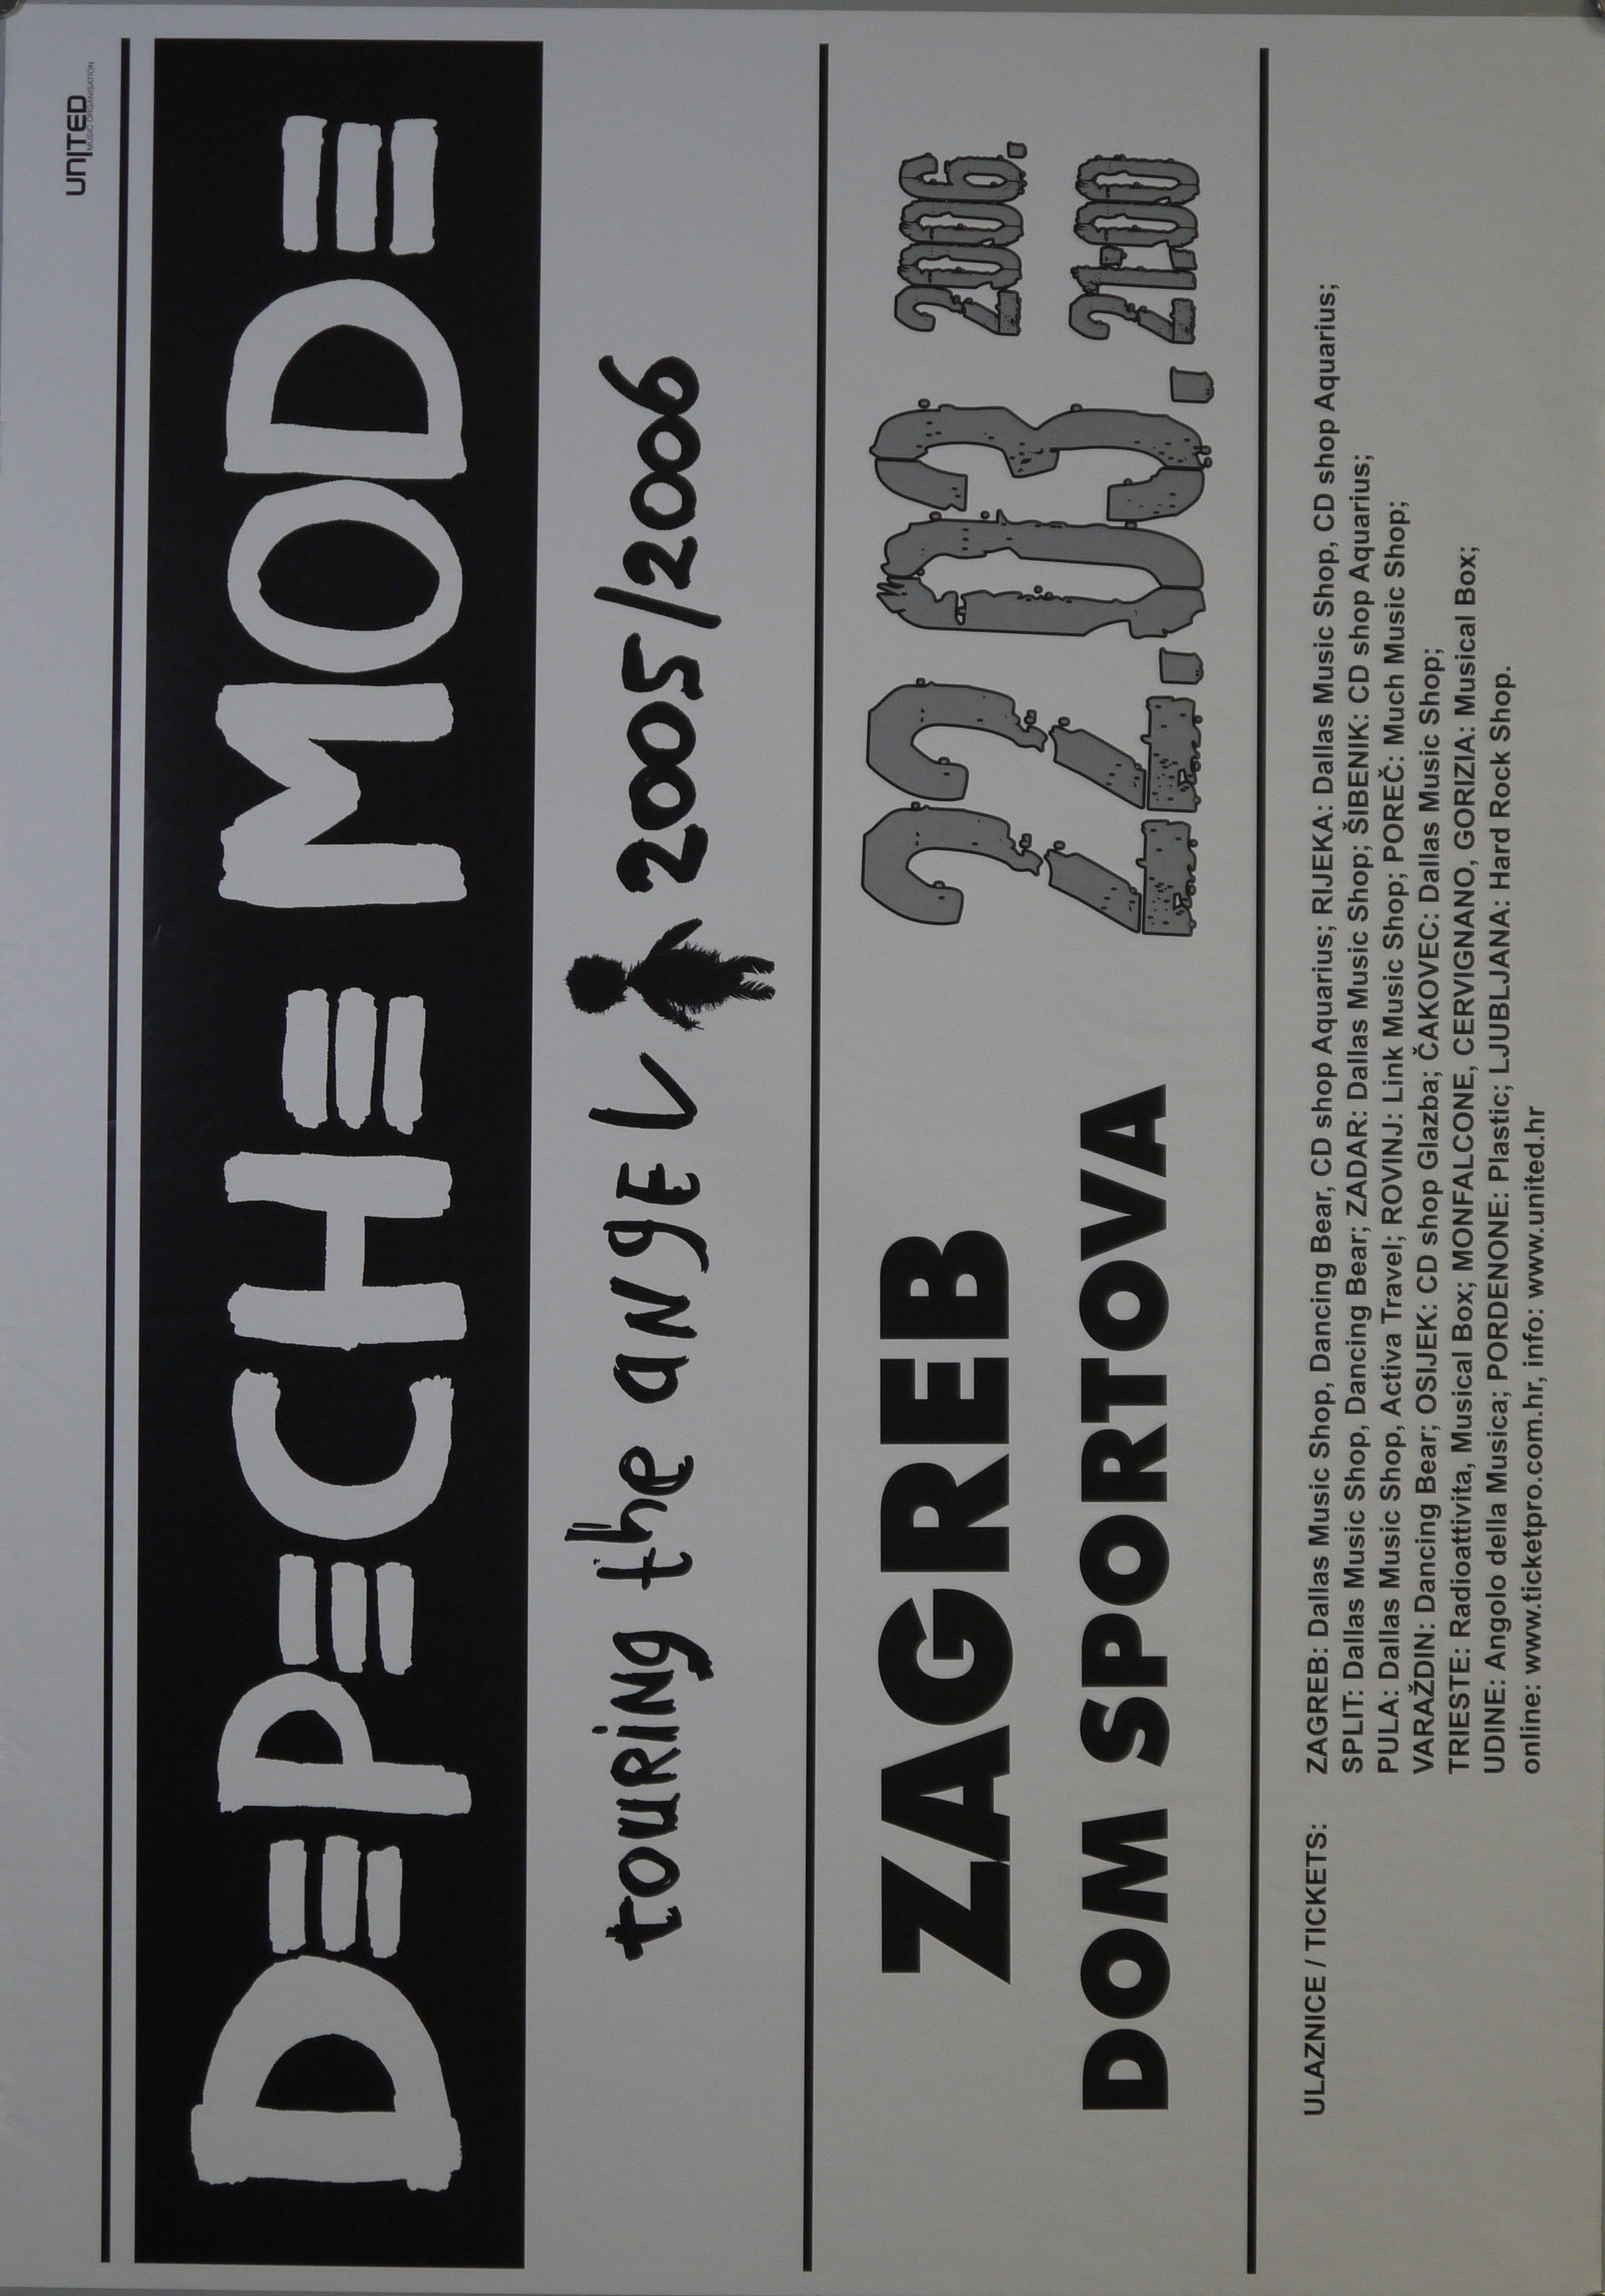 UNITED
MUSIC ORGANISATION
DEPECHE MODE
touRiNg the aNgEL 2005/2006
ZAGREB 22.03. 2006.
DOM SPORTOVA 21:00
ULAZNICE / TICKETS: ZAGREB: Dallas Music Shop, Dancing Bear, CD shop Aquarius; RIJEKA: Dallas Music Shop, CD shop Aquarius;
SPLIT: Dallas Music Shop, Dancing Bear; ZADAR: Dallas Music Shop; ŠIBENIK: CD shop Aquarius;
PULA: Dallas Music Shop, Activa Travel; ROVINJ: Link Music Shop; POREČ: Much Music Shop;
VARAŽDIN: Dancing Bear; OSIJEK: CD shop Glazba; ČAKOVEC: Dallas Music Shop;
TRIESTE: Radioattivita, Musical Box; MONFALCONE, CERVIGNANO, GORIZIA: Musical Box;
UDINE: Angolo della Musica; PORDENONE: Plastic; LJUBLJANA: Hard Rock Shop.
online: www.ticketpro.com.hr, info: www.united.hr